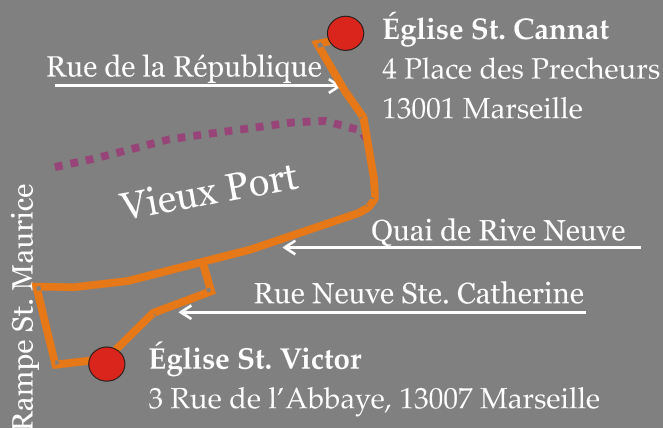 Église St. Cannat
4 Place des Precheurs
13001 Marseille
Rue de la République
Vieux Port
Quai de Rive Neuve
Rue Neuve Ste. Catherine
Rampe St. Maurice
Église St. Victor
3 Rue de l’Abbaye, 13007 Marseille